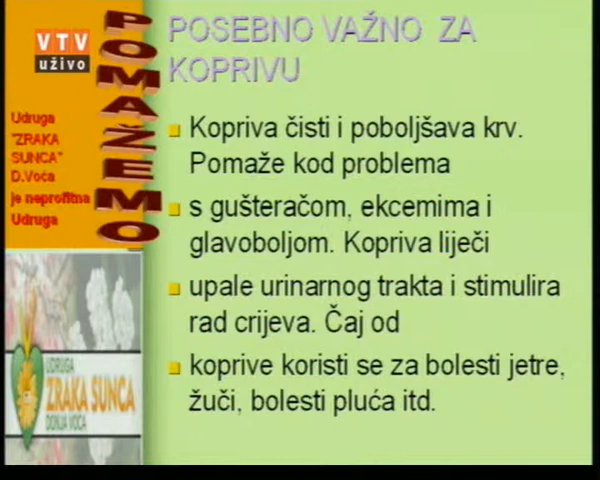 VTV
uživo
POMAŽEMO
Udruga
"ZRAKA
SUNCA"
D.Voća
je neprofitna
Udruga
UDRUGA
ZRAKA SUNCA
DONJA VOĆA
POSEBNO VAŽNO ZA
KOPRIVU
Kopriva čisti i poboljšava krv.
Pomaže kod problema
s gušteračom, ekcemima i
glavoboljom. Kopriva liječi
upale urinarnog trakta i stimulira
rad crijeva. Čaj od
koprive koristi se za bolesti jetre,
žuči, bolesti pluća itd.